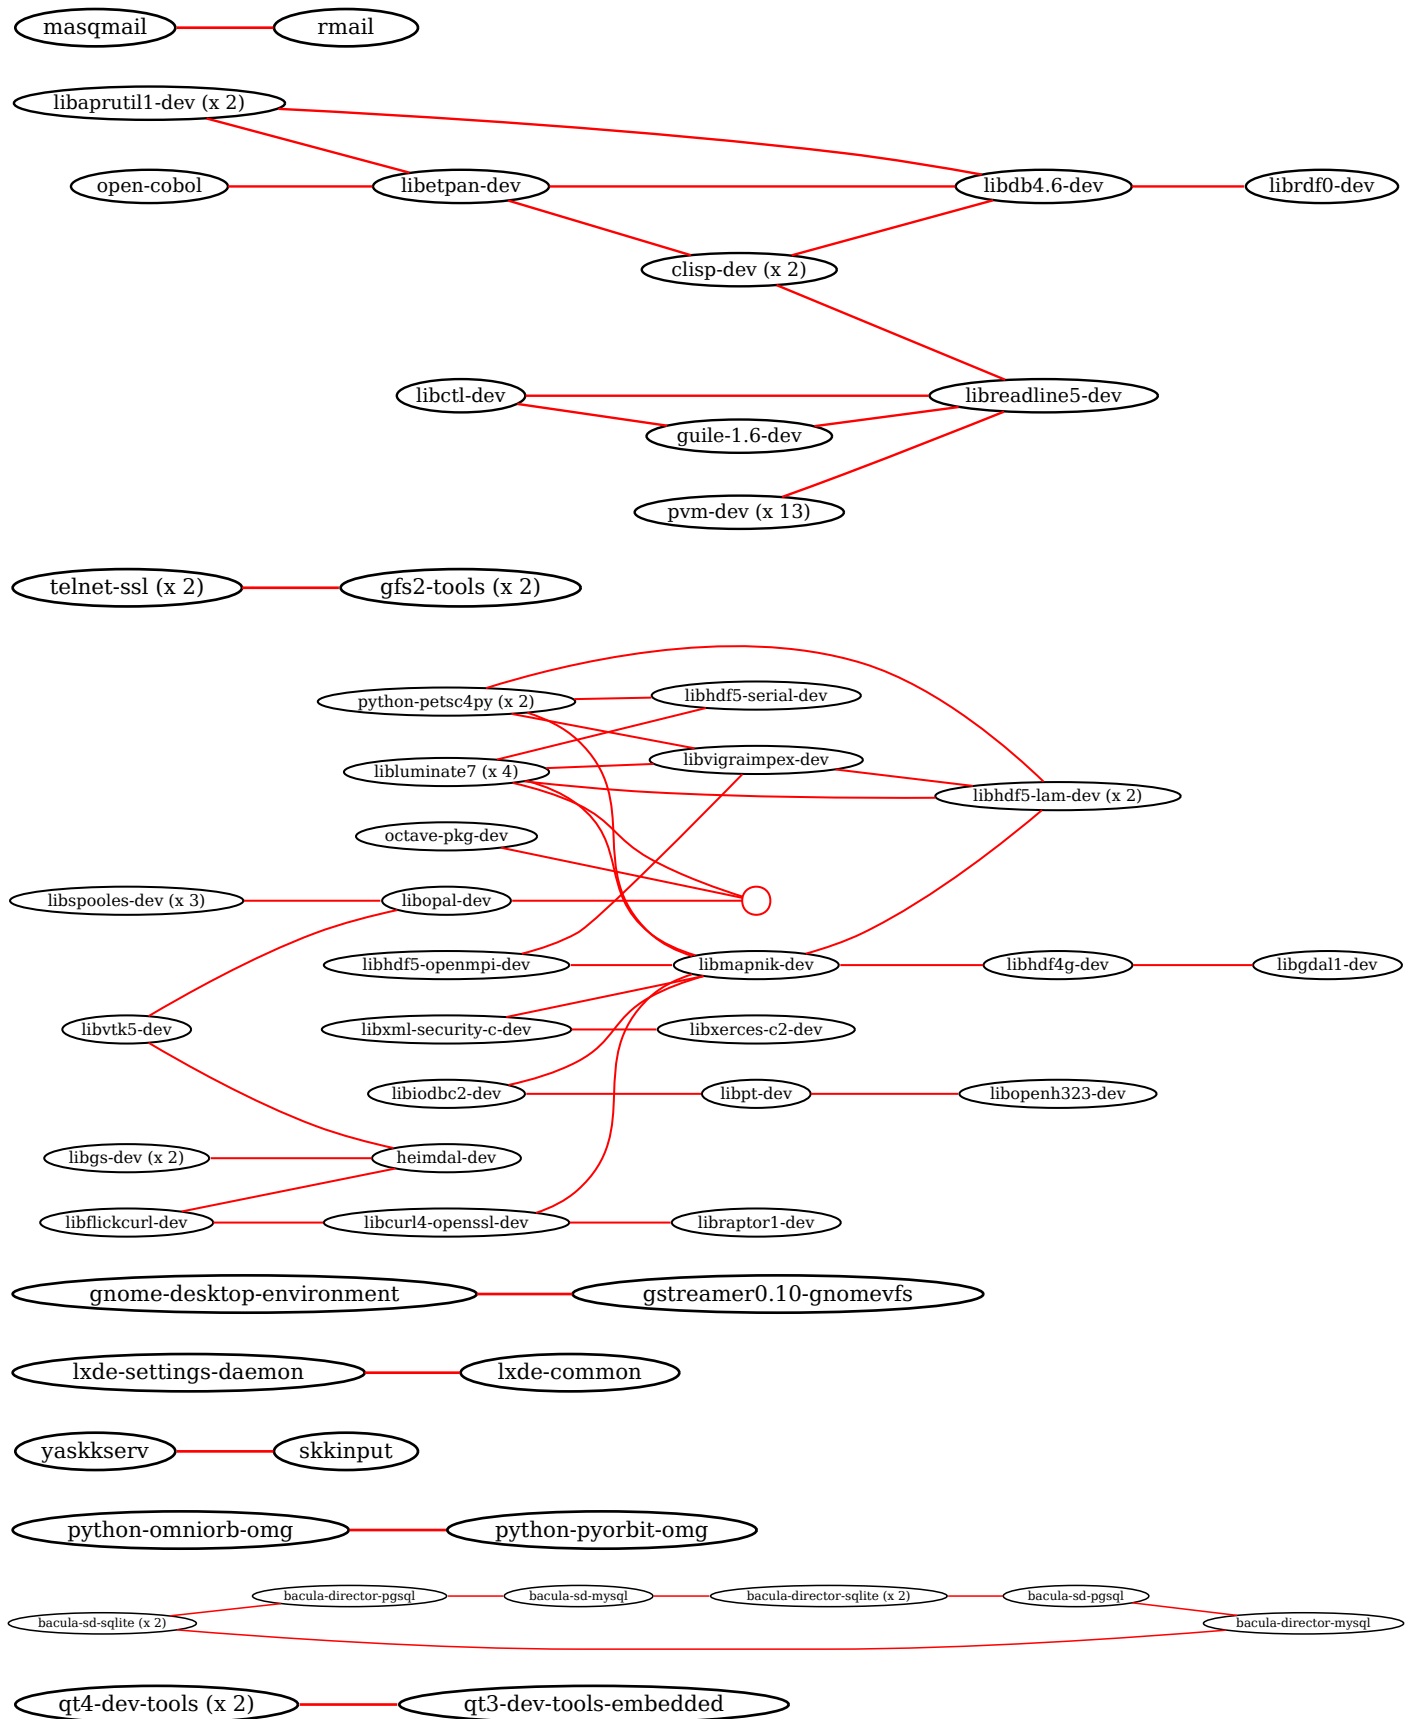 masqmail
rmail
libaprutil1-dev (x 2)
open-cobol
libetpan-dev
libdb4.6-dev
librdf0-dev
clisp-dev (x 2)
libctl-dev
libreadline5-dev
guile-1.6-dev
pvm-dev (x 13)
telnet-ssl (x 2)
gfs2-tools (x 2)
python-petsc4py (x 2)
libhdf5-serial-dev
libvigraimpex-dev
libluminate7 (x 4)
libhdf5-lam-dev (x 2)
octave-pkg-dev
libspooles-dev (x 3)
libopal-dev
libhdf5-openmpi-dev
libmapnik-dev
libhdf4g-dev
libgdal1-dev
libvtk5-dev
libxml-security-c-dev
libxerces-c2-dev
libiodbc2-dev
libpt-dev
libopenh323-dev
libgs-dev (x 2)
heimdal-dev
libflickcurl-dev
libcurl4-openssl-dev
libraptor1-dev
gnome-desktop-environment
gstreamer0.10-gnomevfs
lxde-settings-daemon
lxde-common
yaskkserv
skkinput
python-omniorb-omg
python-pyorbit-omg
bacula-director-pgsql
bacula-sd-mysql
bacula-director-sqlite (x 2)
bacula-sd-pgsql
bacula-sd-sqlite (x 2)
bacula-director-mysql
qt4-dev-tools (x 2)
qt3-dev-tools-embedded